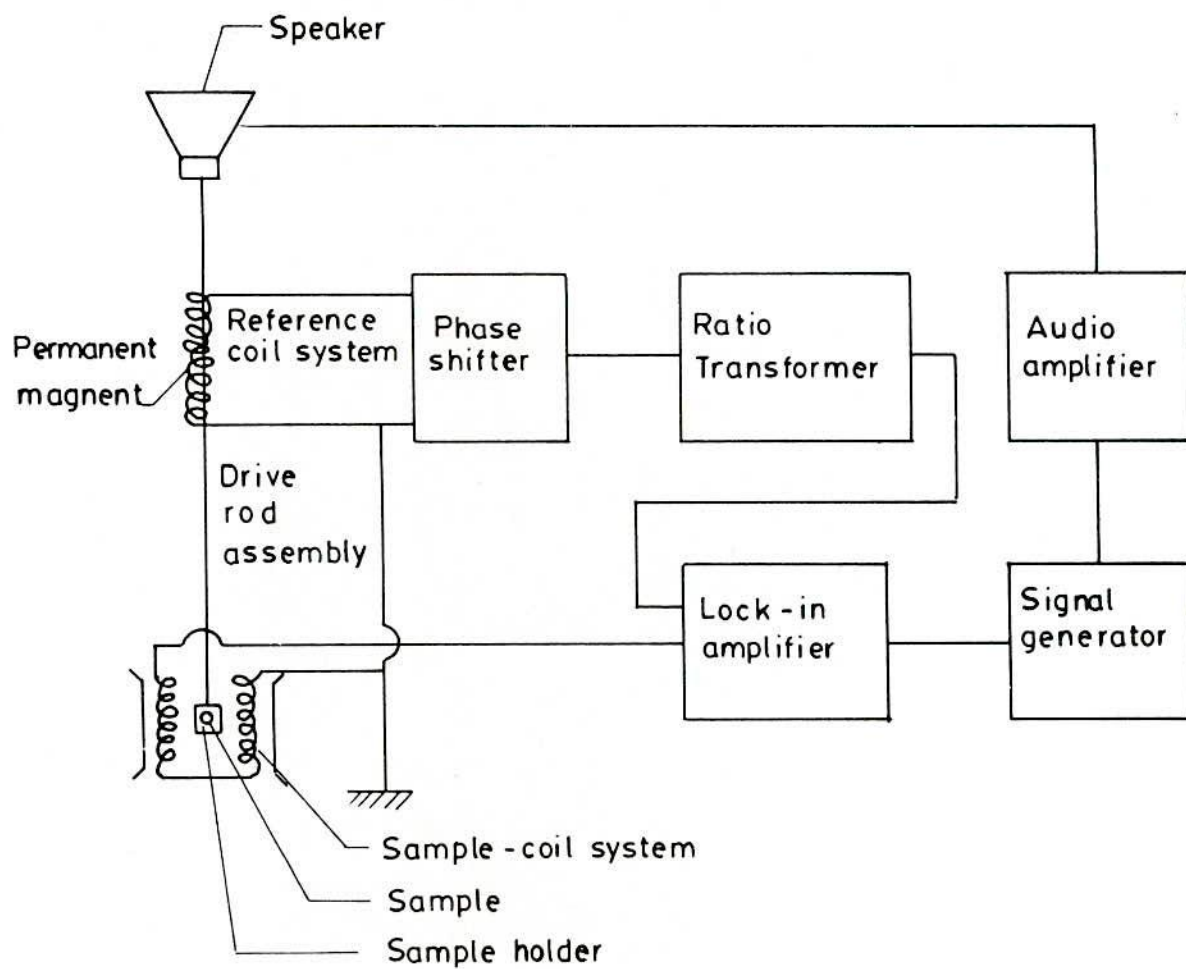 Speaker
Reference
coil system
Permanent
magnent
Phase
shifter
Ratio
Transformer
Audio
amplifier
Drive
rod
assembly
Lock-in
amplifier
Signal
generator
Sample-coil system
Sample
Sample holder